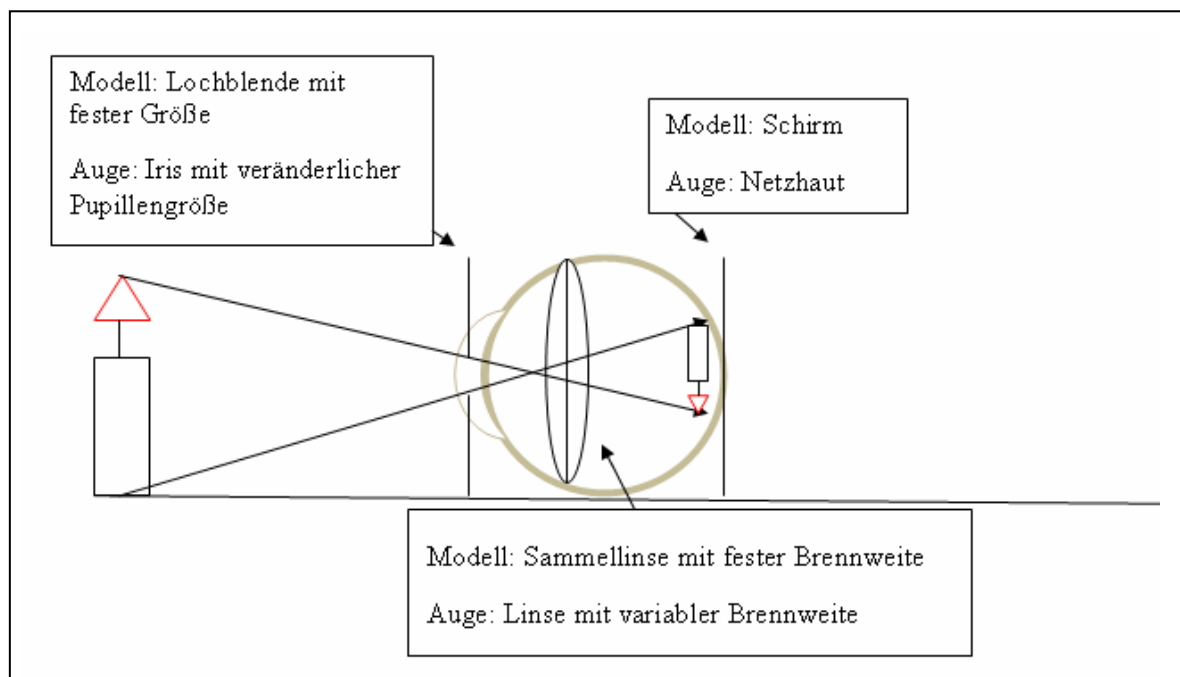 Modell: Lochblende mit
fester Größe
Auge: Iris mit veränderlicher
Pupillengröße
Modell: Schirm
Auge: Netzhaut
Modell: Sammellinse mit fester Brennweite
Auge: Linse mit variabler Brennweite